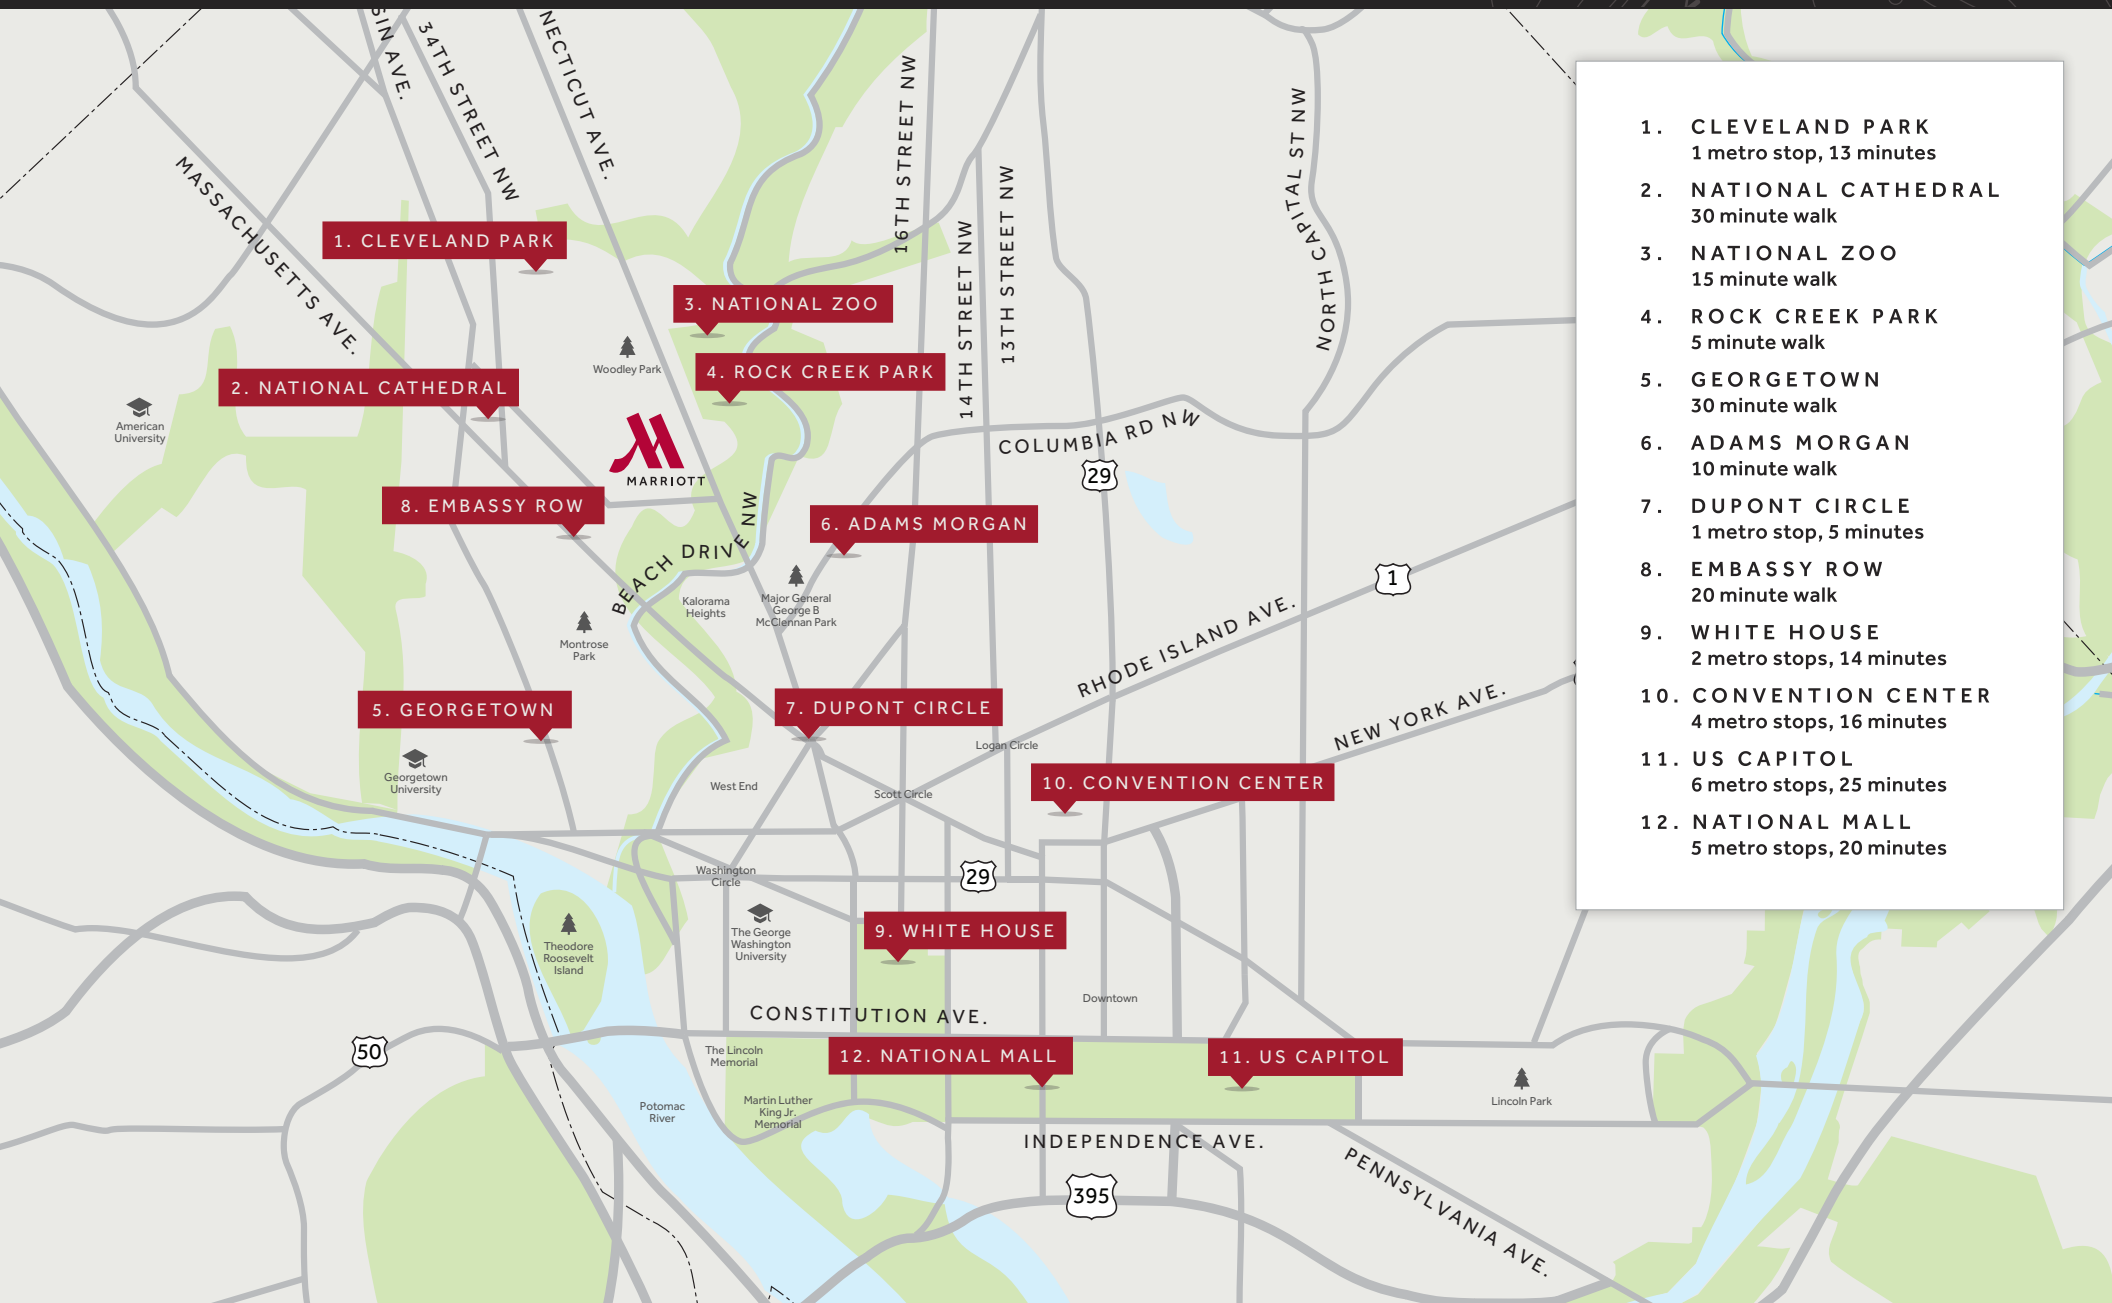 SIN AVE.
34TH STREET NW
NECTICUT AVE.
16TH STREET NW
14TH STREET NW
13TH STREET NW
NORTH CAPITAL ST NW
MASSACHUSETTS AVE.
1. CLEVELAND PARK
3. NATIONAL ZOO
Woodley Park
4. ROCK CREEK PARK
2. NATIONAL CATHEDRAL
American
University
MARRIOTT
COLUMBIA RD NW
29
8. EMBASSY ROW
6. ADAMS MORGAN
BEACH DRIVE NW
1
Kalorama
Heights
Major General
George B
McClennan Park
Montrose
Park
RHODE ISLAND AVE.
NEW YORK AVE.
5. GEORGETOWN
7. DUPONT CIRCLE
Logan Circle
Georgetown
University
West End
Scott Circle
10. CONVENTION CENTER
Washington
Circle
29
The George
Washington
University
9. WHITE HOUSE
Theodore
Roosevelt
Island
Downtown
CONSTITUTION AVE.
50
The Lincoln
Memorial
12. NATIONAL MALL
11. US CAPITOL
Potomac
River
Martin Luther
King Jr.
Memorial
Lincoln Park
INDEPENDENCE AVE.
395
PENNSYLVANIA AVE.
1. CLEVELAND PARK
1 metro stop, 13 minutes
2. NATIONAL CATHEDRAL
30 minute walk
3. NATIONAL ZOO
15 minute walk
4. ROCK CREEK PARK
5 minute walk
5. GEORGETOWN
30 minute walk
6. ADAMS MORGAN
10 minute walk
7. DUPONT CIRCLE
1 metro stop, 5 minutes
8. EMBASSY ROW
20 minute walk
9. WHITE HOUSE
2 metro stops, 14 minutes
10. CONVENTION CENTER
4 metro stops, 16 minutes
11. US CAPITOL
6 metro stops, 25 minutes
12. NATIONAL MALL
5 metro stops, 20 minutes